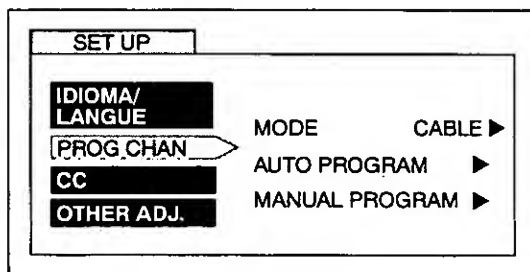 SET UP
IDIOMA/
LANGUE
PROG CHAN
CC
OTHER ADJ.
MODE CABLE ▶
AUTO PROGRAM ▶
MANUAL PROGRAM ▶